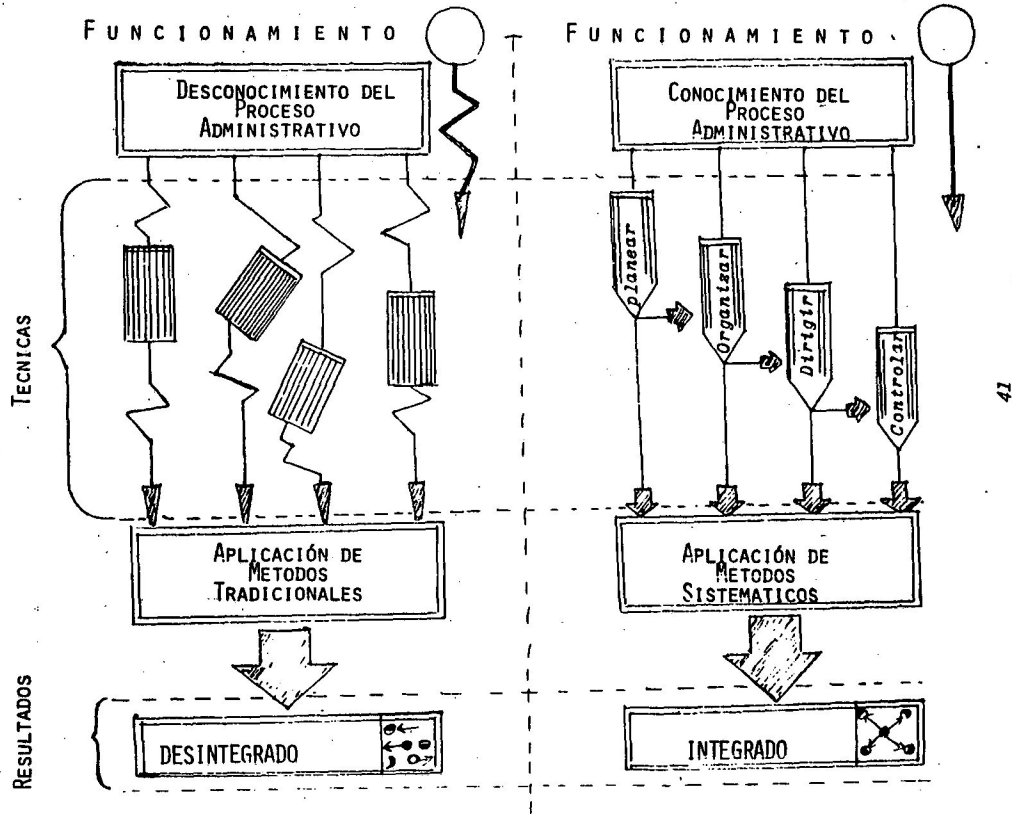 FUNCIONAMIENTO
DESCONOCIMIENTO DEL
PROCESO
ADMINISTRATIVO
TECNICAS
APLICACIÓN DE
METODOS
TRADICIONALES
RESULTADOS
DESINTEGRADO
FUNCIONAMIENTO
CONOCIMIENTO DEL
PROCESO
ADMINISTRATIVO
planear
Organizar
Dirigir
Controlar
APLICACIÓN DE
METODOS
SISTEMATICOS
INTEGRADO
41